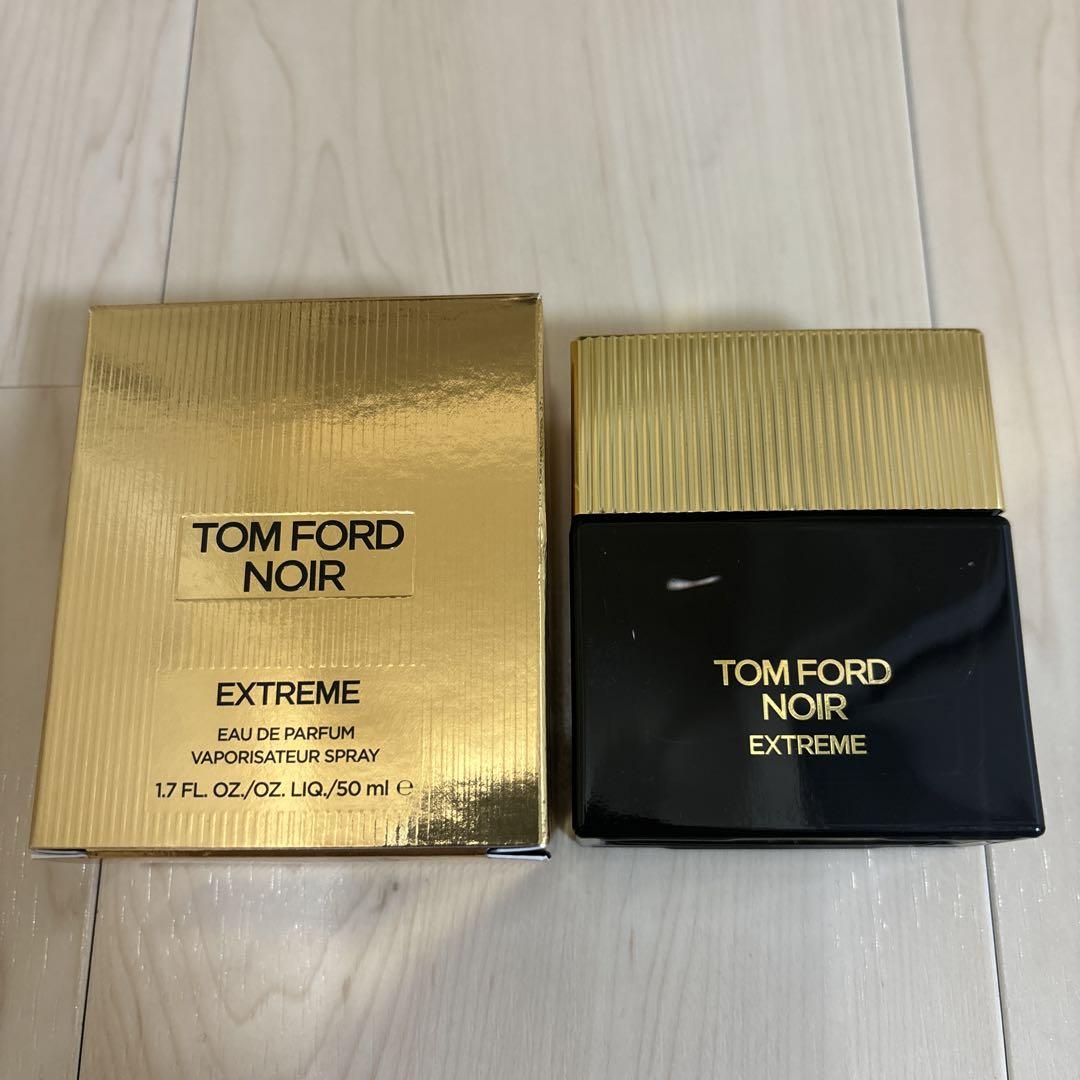 TOM FORD
NOIR
EXTREME
EAU DE PARFUM
VAPORISATEUR SPRAY
1.7 FL. OZ./OZ. LIQ./50 ml ℮
TOM FORD
NOIR
EXTREME